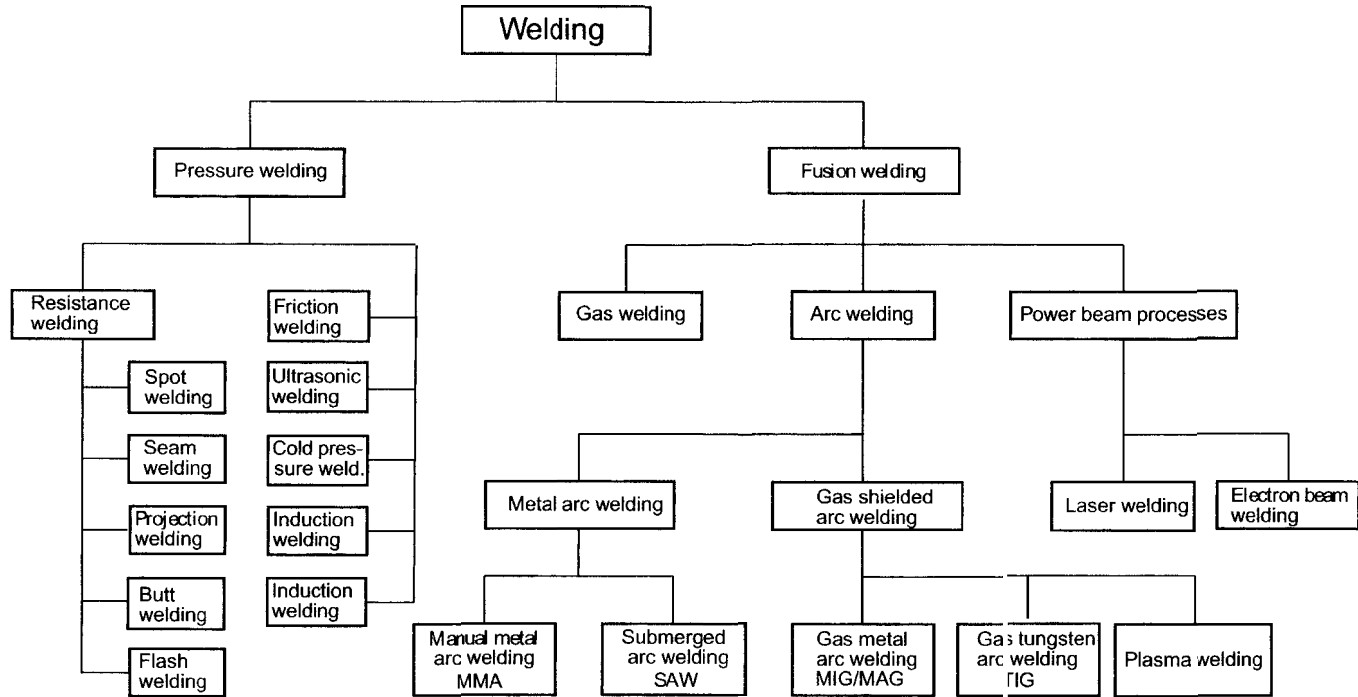 Welding
Pressure welding
Fusion welding
Resistance
welding
Friction
welding
Gas welding
Arc welding
Power beam processes
Spot
welding
Ultrasonic
welding
Seam
welding
Cold pres-
sure weld.
Metal arc welding
Gas shielded
arc welding
Laser welding
Electron beam
welding
Projection
welding
Induction
welding
Butt
welding
Induction
welding
Manual metal
arc welding
MMA
Submerged
arc welding
SAW
Gas metal
arc welding
MIG/MAG
Gas tungsten
arc welding
TIG
Plasma welding
Flash
welding